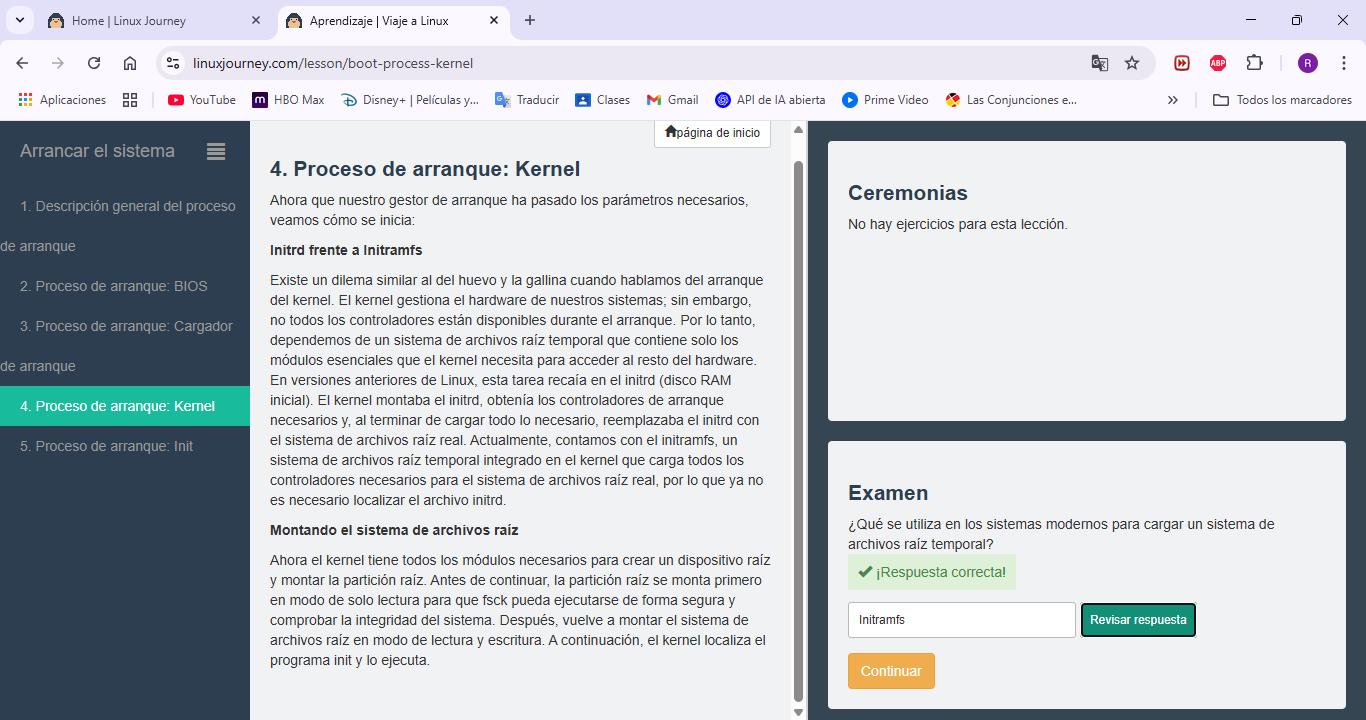 Home | Linux Journey
Aprendizaje | Viaje a Linux
linuxjourney.com/lesson/boot-process-kernel
ABP
R
Aplicaciones
YouTube
HBO Max
Disney+ | Películas y...
Traducir
Clases
Gmail
API de IA abierta
Prime Video
Las Conjunciones e...
Todos los marcadores
Arrancar el sistema
1. Descripción general del proceso
de arranque
2. Proceso de arranque: BIOS
3. Proceso de arranque: Cargador
de arranque
4. Proceso de arranque: Kernel
5. Proceso de arranque: Init
página de inicio
4. Proceso de arranque: Kernel
Ahora que nuestro gestor de arranque ha pasado los parámetros necesarios,
veamos cómo se inicia:
Initrd frente a Initramfs
Existe un dilema similar al del huevo y la gallina cuando hablamos del arranque
del kernel. El kernel gestiona el hardware de nuestros sistemas; sin embargo,
no todos los controladores están disponibles durante el arranque. Por lo tanto,
dependemos de un sistema de archivos raíz temporal que contiene solo los
módulos esenciales que el kernel necesita para acceder al resto del hardware.
En versiones anteriores de Linux, esta tarea recaía en el initrd (disco RAM
inicial). El kernel montaba el initrd, obtenía los controladores de arranque
necesarios y, al terminar de cargar todo lo necesario, reemplazaba el initrd con
el sistema de archivos raíz real. Actualmente, contamos con el initramfs, un
sistema de archivos raíz temporal integrado en el kernel que carga todos los
controladores necesarios para el sistema de archivos raíz real, por lo que ya no
es necesario localizar el archivo initrd.
Montando el sistema de archivos raíz
Ahora el kernel tiene todos los módulos necesarios para crear un dispositivo raíz
y montar la partición raíz. Antes de continuar, la partición raíz se monta primero
en modo de solo lectura para que fsck pueda ejecutarse de forma segura y
comprobar la integridad del sistema. Después, vuelve a montar el sistema de
archivos raíz en modo de lectura y escritura. A continuación, el kernel localiza el
programa init y lo ejecuta.
Ceremonias
No hay ejercicios para esta lección.
Examen
¿Qué se utiliza en los sistemas modernos para cargar un sistema de
archivos raíz temporal?
¡Respuesta correcta!
Initramfs
Revisar respuesta
Continuar